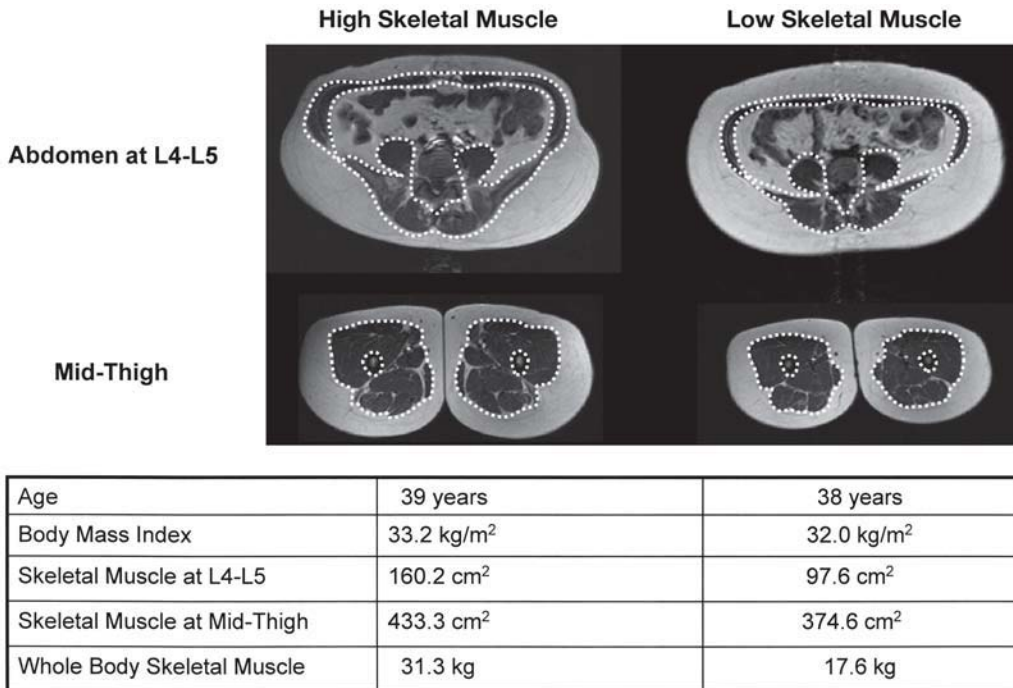 High Skeletal Muscle Low Skeletal Muscle
Abdomen at L4-L5
Mid-Thigh
Age 39 years 38 years
Body Mass Index 33.2 kg/m² 32.0 kg/m²
Skeletal Muscle at L4-L5 160.2 cm² 97.6 cm²
Skeletal Muscle at Mid-Thigh 433.3 cm² 374.6 cm²
Whole Body Skeletal Muscle 31.3 kg 17.6 kg